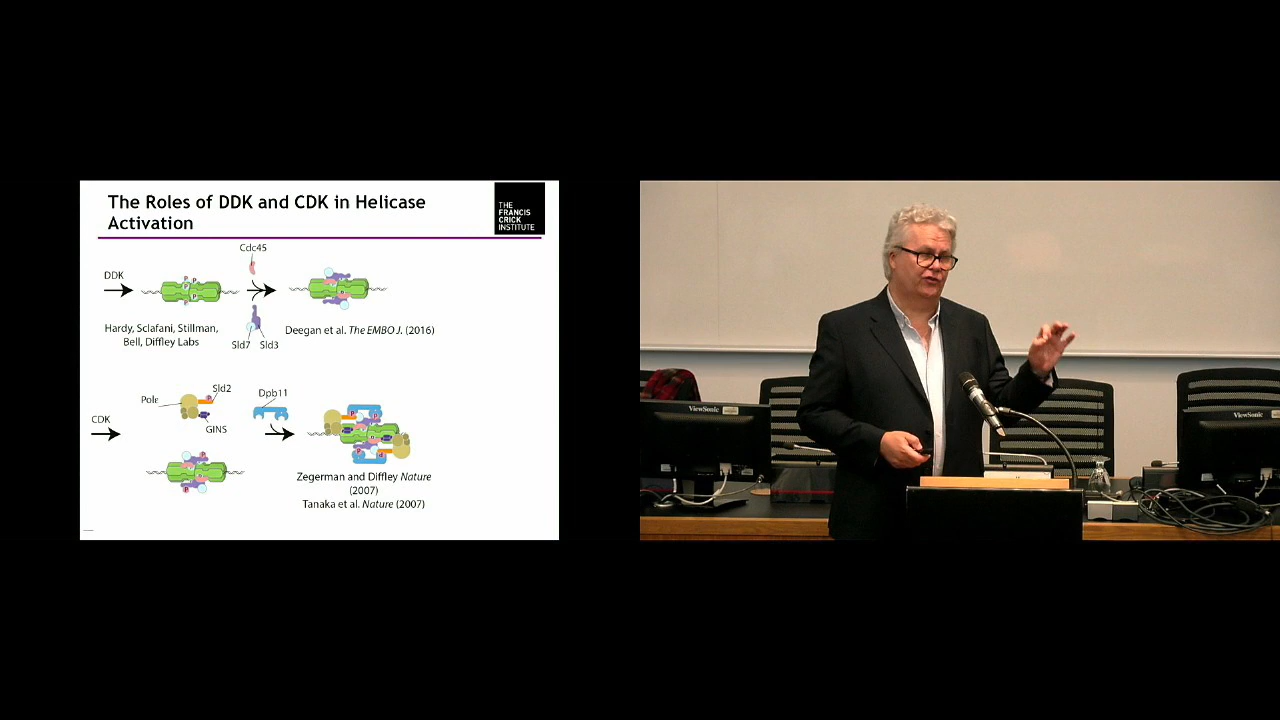 The Roles of DDK and CDK in Helicase
Activation
THE
FRANCIS
CRICK
INSTITUTE
Cdc45
DDK
P
P
P
P
Hardy, Sclafani, Stillman,
Bell, Diffley Labs
Sld7
Sld3
Deegan et al. The EMBO J. (2016)
Sld2
Polε
Dpb11
GINS
CDK
P
P
P
P
Zegerman and Diffley Nature
(2007)
Tanaka et al. Nature (2007)
ViewSonic
ViewSonic